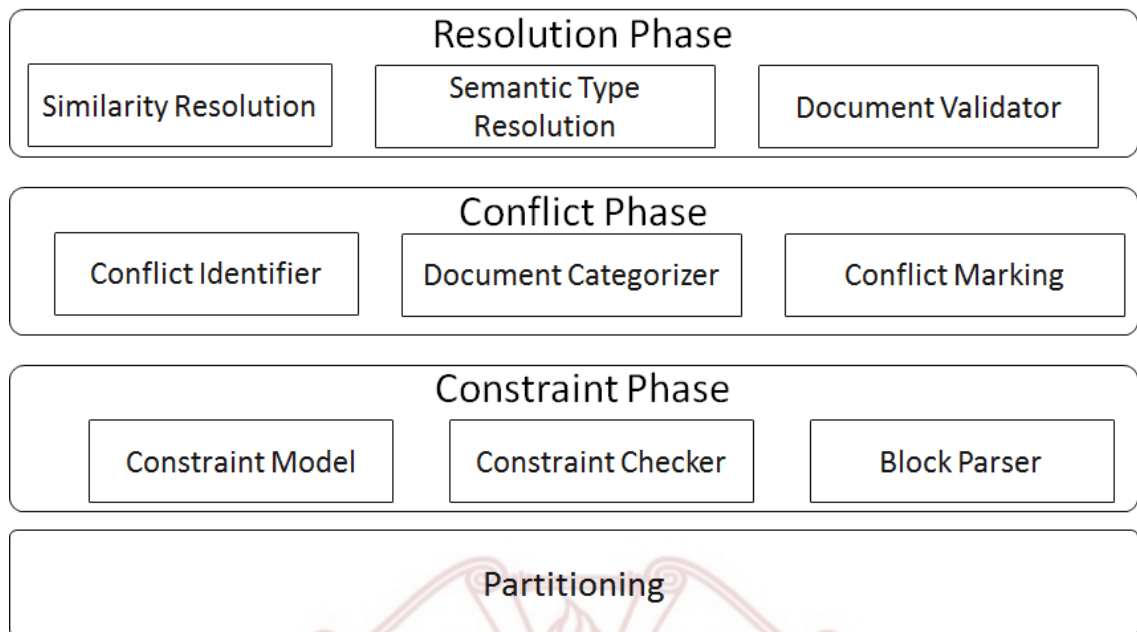 Resolution Phase
Similarity Resolution
Semantic Type
Resolution
Document Validator
Conflict Phase
Conflict Identifier
Document Categorizer
Conflict Marking
Constraint Phase
Constraint Model
Constraint Checker
Block Parser
Partitioning